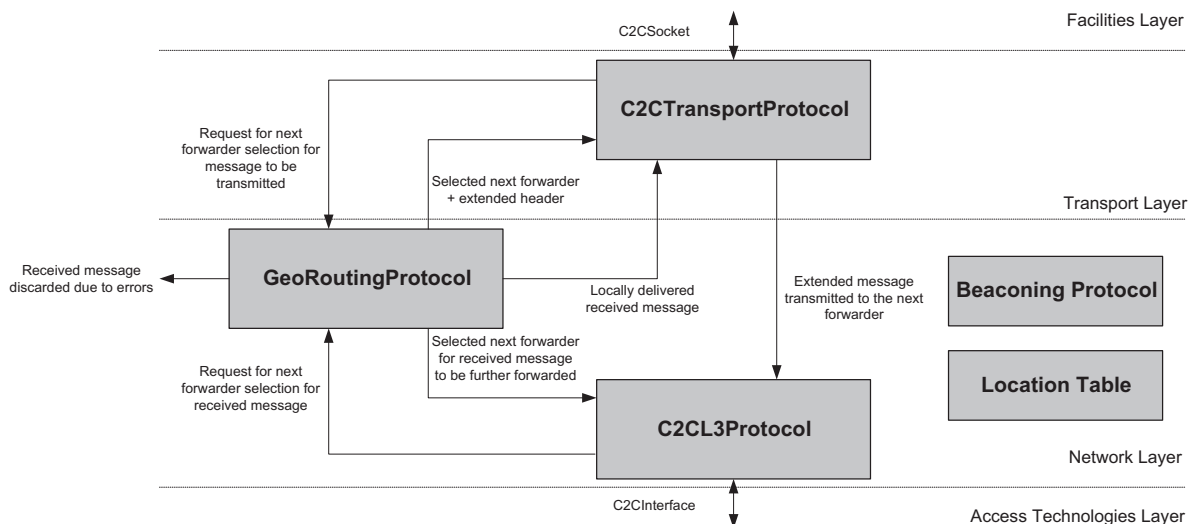 Facilities Layer
C2CSocket
C2CTransportProtocol
Request for next
forwarder selection for
message to be
transmitted
Selected next forwarder
+ extended header
Transport Layer
GeoRoutingProtocol
Received message
discarded due to errors
Locally delivered
received message
Extended message
transmitted to the next
forwarder
Beaconing Protocol
Selected next forwarder
for received message
to be further forwarded
Request for next
forwarder selection for
received message
Location Table
C2CL3Protocol
Network Layer
C2CInterface
Access Technologies Layer